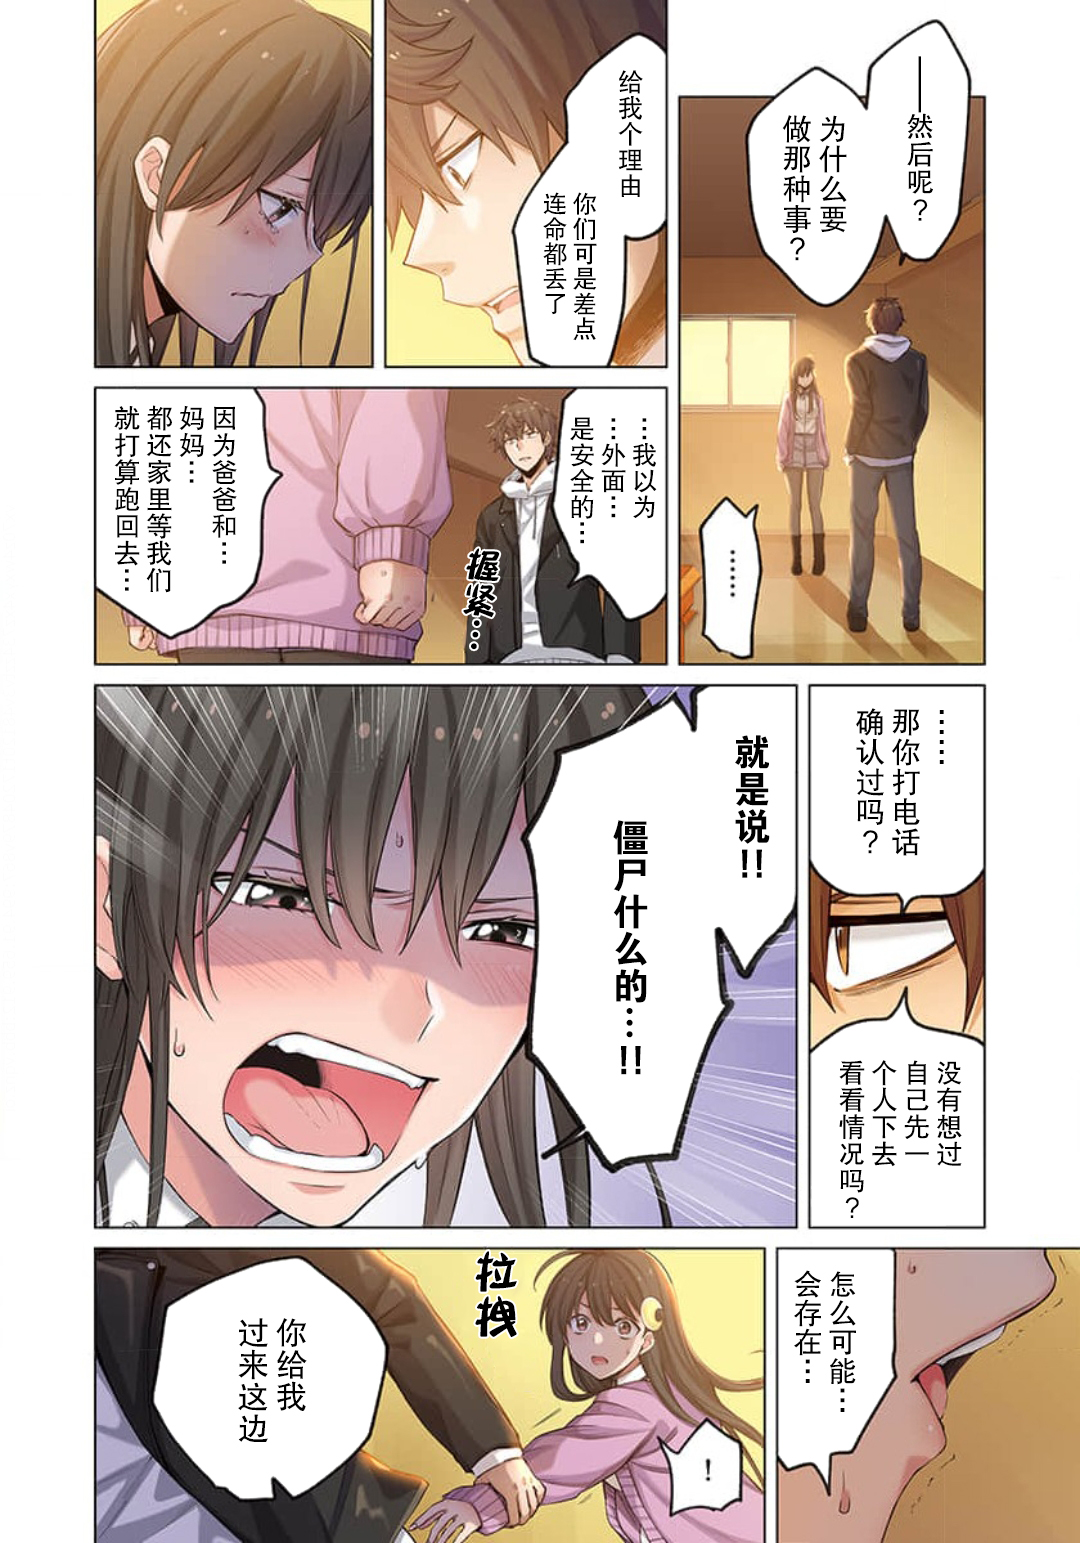 ——然后呢？
为什么要
做那种事？
……
给我个理由
你们可是差点
连命都丢了
…我以为
…外面…
是安全的…
因为爸爸和…
妈妈…
都还家里等我们
就打算跑回去…
握紧…
……
那你打电话
确认过吗？
没有想过
自己先一
个人下去
看看情况吗？
就是说!!
僵尸什么的…!!
怎么可能…
会存在…
拉拽
！
你给我
过来这边